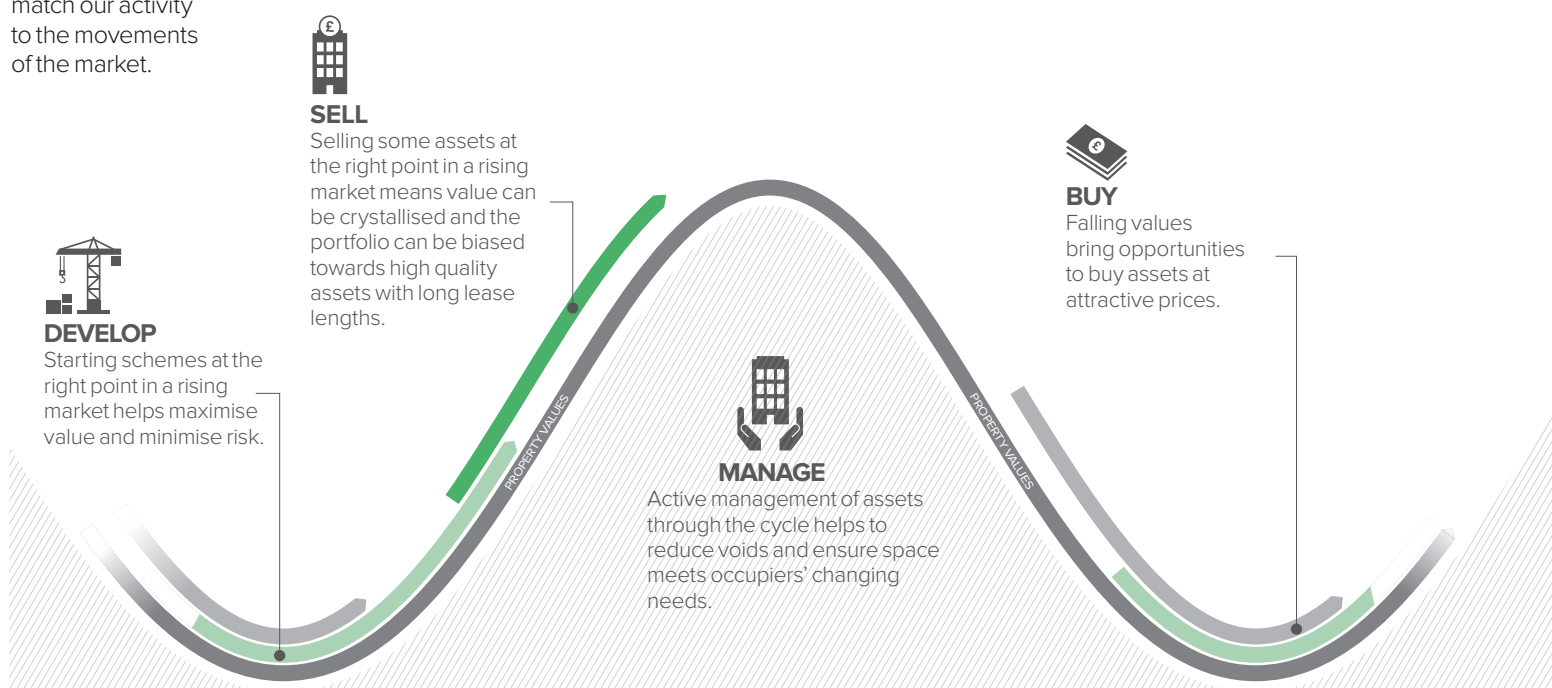 match our activity
to the movements
of the market.
£
SELL
Selling some assets at
the right point in a rising
market means value can
be crystallised and the
portfolio can be biased
towards high quality
assets with long lease
lengths.
£
BUY
Falling values
bring opportunities
to buy assets at
attractive prices.
DEVELOP
Starting schemes at the
right point in a rising
market helps maximise
value and minimise risk.
PROPERTY VALUES
MANAGE
Active management of assets
through the cycle helps to
reduce voids and ensure space
meets occupiers’ changing
needs.
PROPERTY VALUES